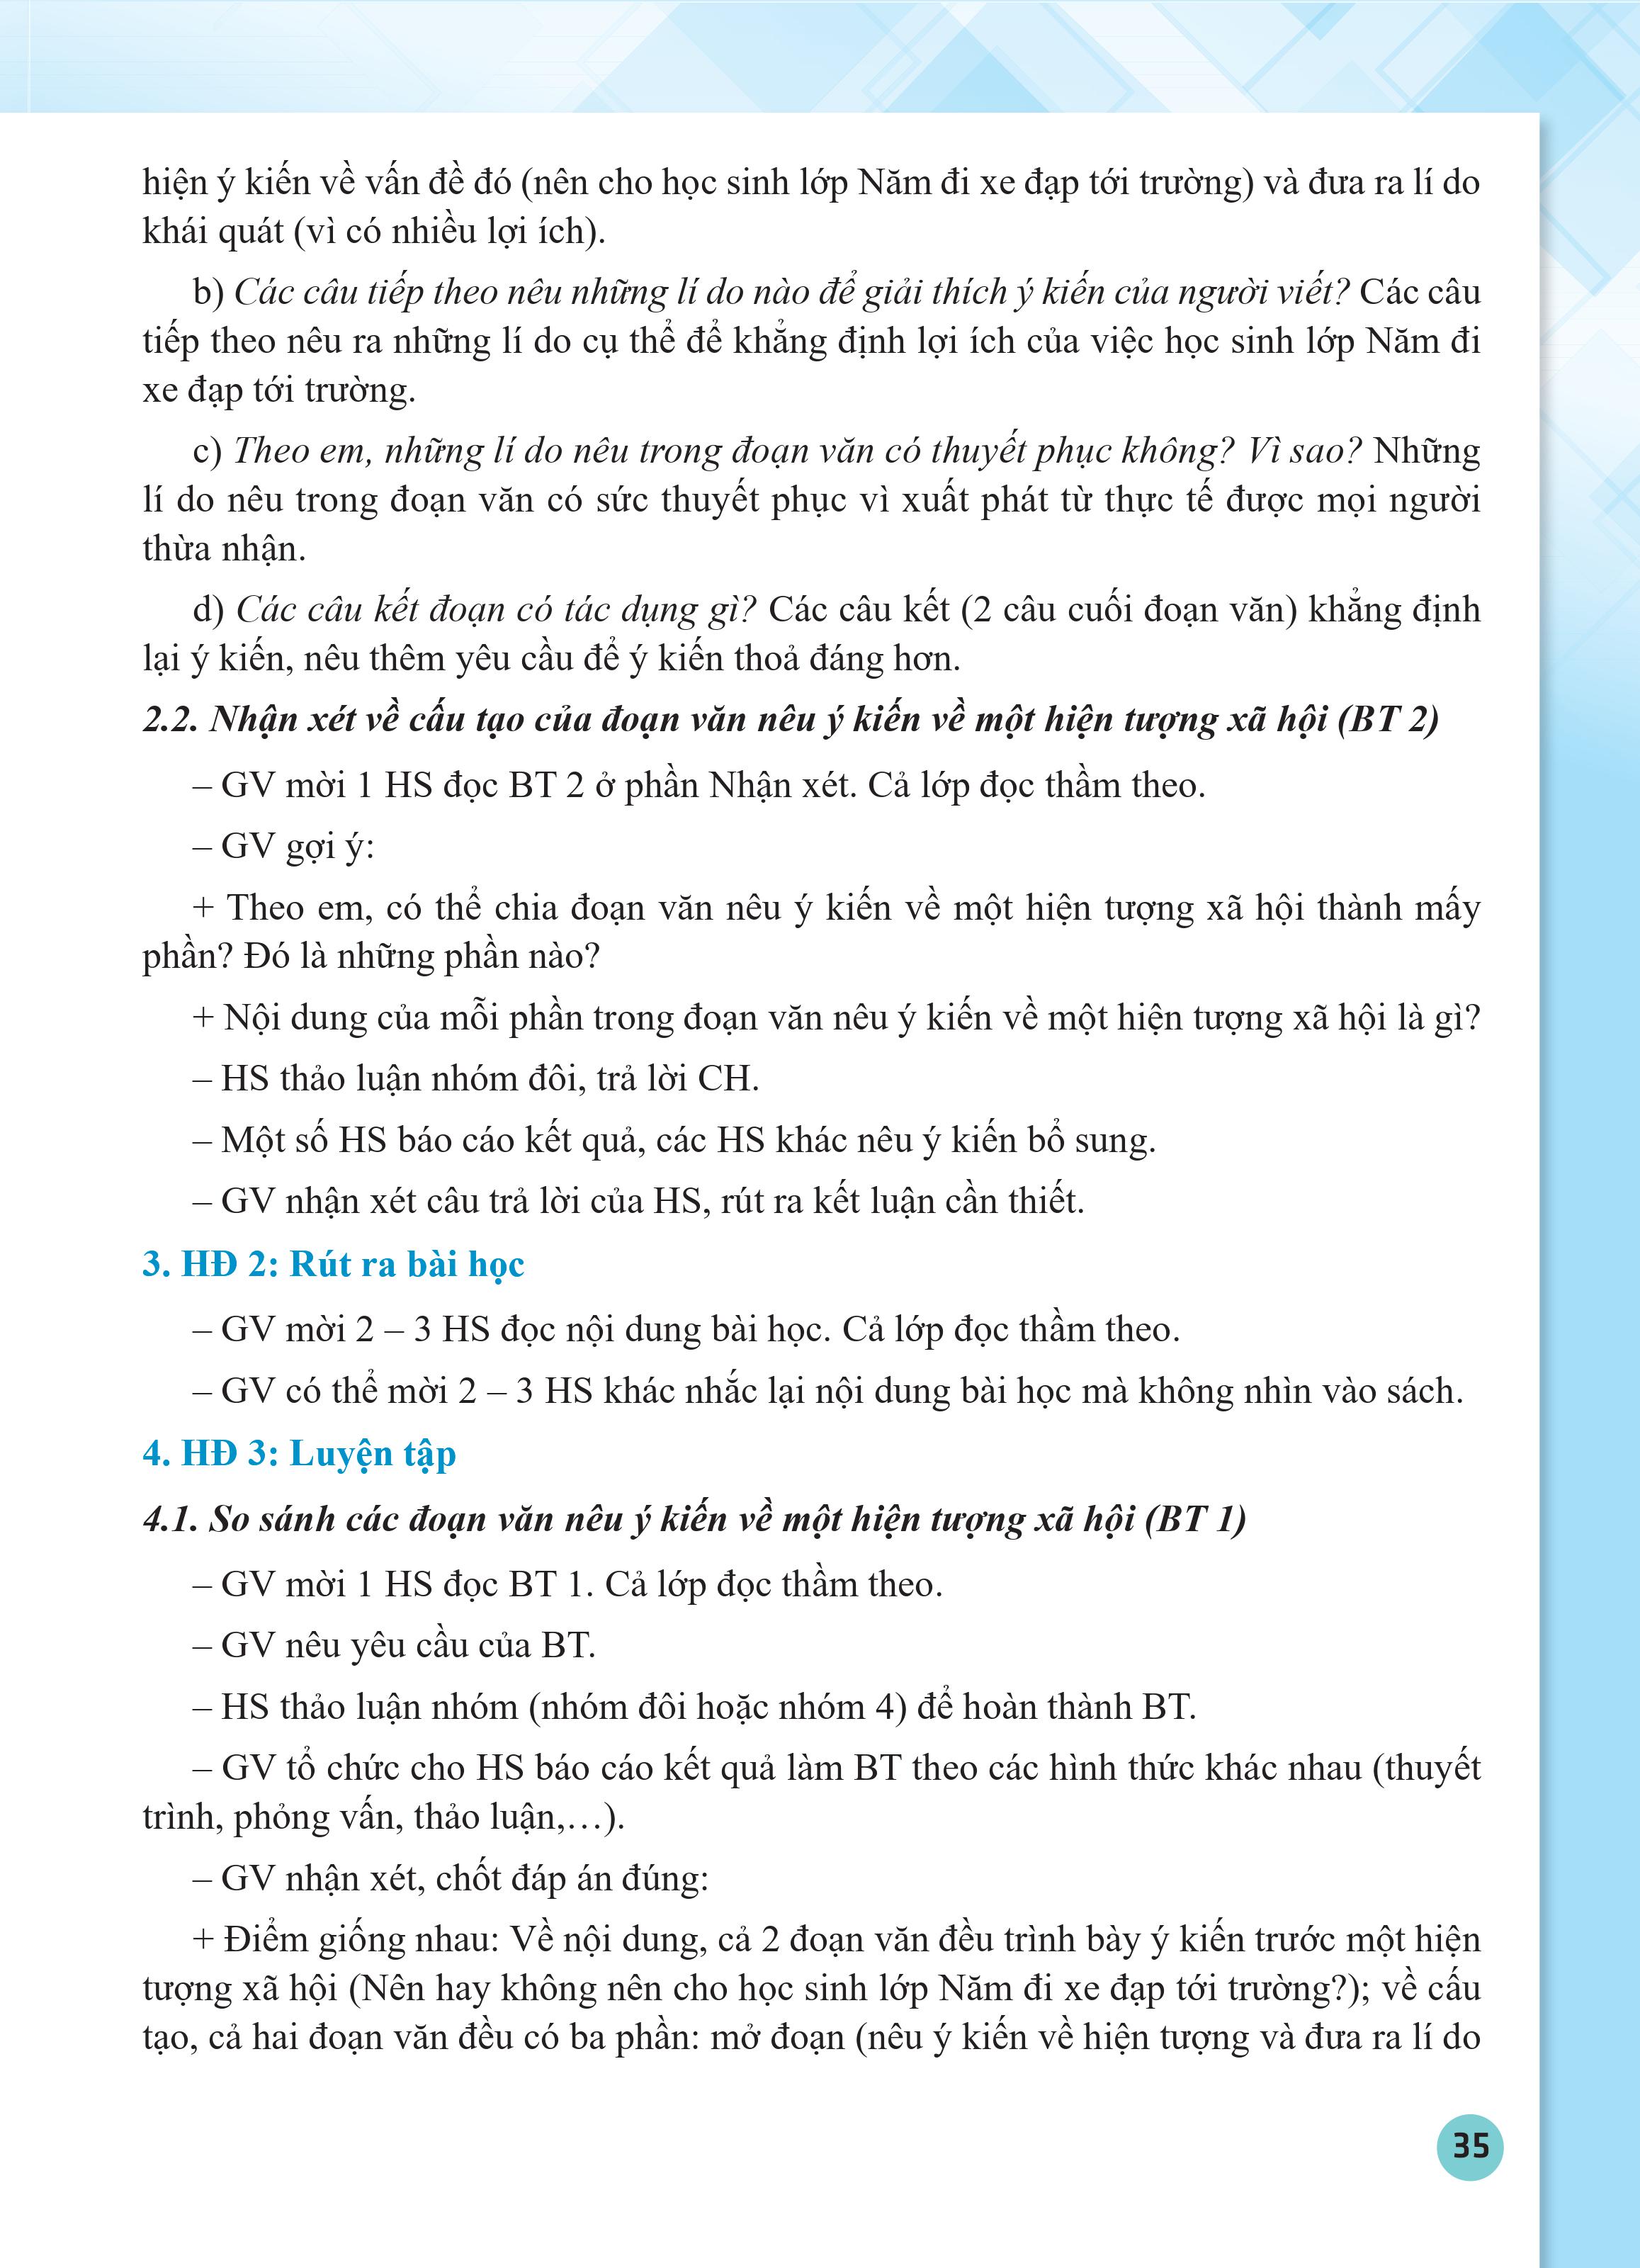 hiện ý kiến về vấn đề đó (nên cho học sinh lớp Năm đi xe đạp tới trường) và đưa ra lí do
khái quát (vì có nhiều lợi ích).
b) Các câu tiếp theo nêu những lí do nào để giải thích ý kiến của người viết? Các câu
tiếp theo nêu ra những lí do cụ thể để khẳng định lợi ích của việc học sinh lớp Năm đi
xe đạp tới trường.
c) Theo em, những lí do nêu trong đoạn văn có thuyết phục không? Vì sao? Những
lí do nêu trong đoạn văn có sức thuyết phục vì xuất phát từ thực tế được mọi người
thừa nhận.
d) Các câu kết đoạn có tác dụng gì? Các câu kết (2 câu cuối đoạn văn) khẳng định
lại ý kiến, nêu thêm yêu cầu để ý kiến thoả đáng hơn.
2.2. Nhận xét về cấu tạo của đoạn văn nêu ý kiến về một hiện tượng xã hội (BT 2)
– GV mời 1 HS đọc BT 2 ở phần Nhận xét. Cả lớp đọc thầm theo.
– GV gợi ý:
+ Theo em, có thể chia đoạn văn nêu ý kiến về một hiện tượng xã hội thành mấy
phần? Đó là những phần nào?
+ Nội dung của mỗi phần trong đoạn văn nêu ý kiến về một hiện tượng xã hội là gì?
– HS thảo luận nhóm đôi, trả lời CH.
– Một số HS báo cáo kết quả, các HS khác nêu ý kiến bổ sung.
– GV nhận xét câu trả lời của HS, rút ra kết luận cần thiết.
3. HĐ 2: Rút ra bài học
– GV mời 2 – 3 HS đọc nội dung bài học. Cả lớp đọc thầm theo.
– GV có thể mời 2 – 3 HS khác nhắc lại nội dung bài học mà không nhìn vào sách.
4. HĐ 3: Luyện tập
4.1. So sánh các đoạn văn nêu ý kiến về một hiện tượng xã hội (BT 1)
– GV mời 1 HS đọc BT 1. Cả lớp đọc thầm theo.
– GV nêu yêu cầu của BT.
– HS thảo luận nhóm (nhóm đôi hoặc nhóm 4) để hoàn thành BT.
– GV tổ chức cho HS báo cáo kết quả làm BT theo các hình thức khác nhau (thuyết
trình, phỏng vấn, thảo luận,…).
– GV nhận xét, chốt đáp án đúng:
+ Điểm giống nhau: Về nội dung, cả 2 đoạn văn đều trình bày ý kiến trước một hiện
tượng xã hội (Nên hay không nên cho học sinh lớp Năm đi xe đạp tới trường?); về cấu
tạo, cả hai đoạn văn đều có ba phần: mở đoạn (nêu ý kiến về hiện tượng và đưa ra lí do
35